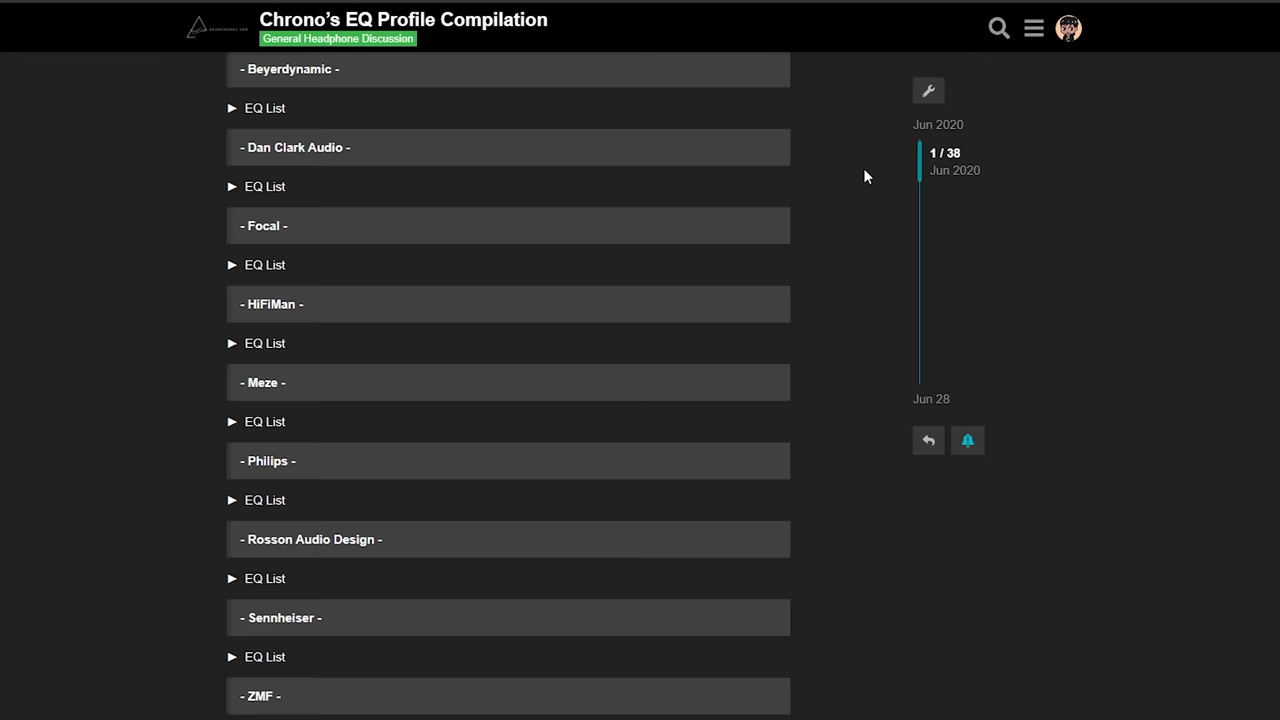 Chrono’s EQ Profile Compilation
General Headphone Discussion
- Beyerdynamic -
EQ List
- Dan Clark Audio -
EQ List
- Focal -
EQ List
- HiFiMan -
EQ List
- Meze -
EQ List
- Philips -
EQ List
- Rosson Audio Design -
EQ List
- Sennheiser -
EQ List
- ZMF -
Jun 2020
1 / 38
Jun 2020
Jun 28